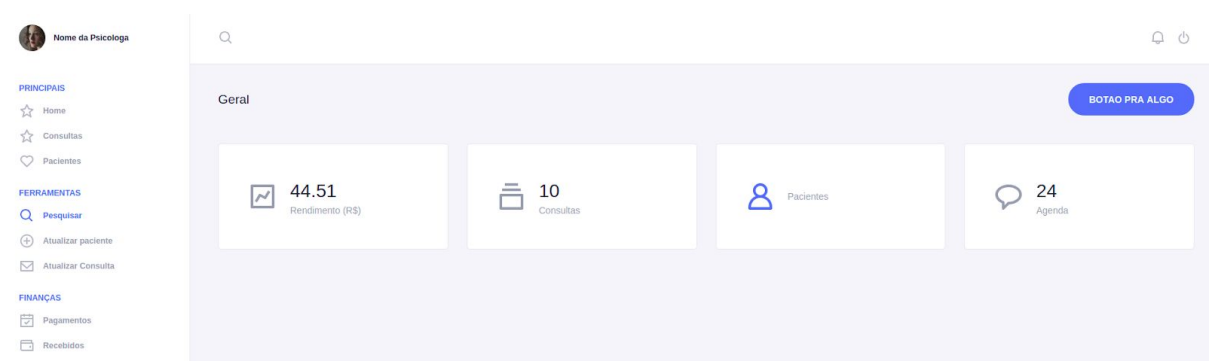 Nome da Psicologa
PRINCIPAIS
Home
Consultas
Pacientes
FERRAMENTAS
Pesquisar
Atualizar paciente
Atualizar Consulta
FINANÇAS
Pagamentos
Recebidos
Geral
BOTAO PRA ALGO
44.51
Rendimento (R$)
10
Consultas
Pacientes
24
Agenda